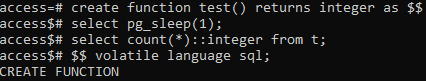 access=# create function test() returns integer as $$
access$# select pg_sleep(1);
access$# select count(*)::integer from t;
access$# $$ volatile language sql;
CREATE FUNCTION